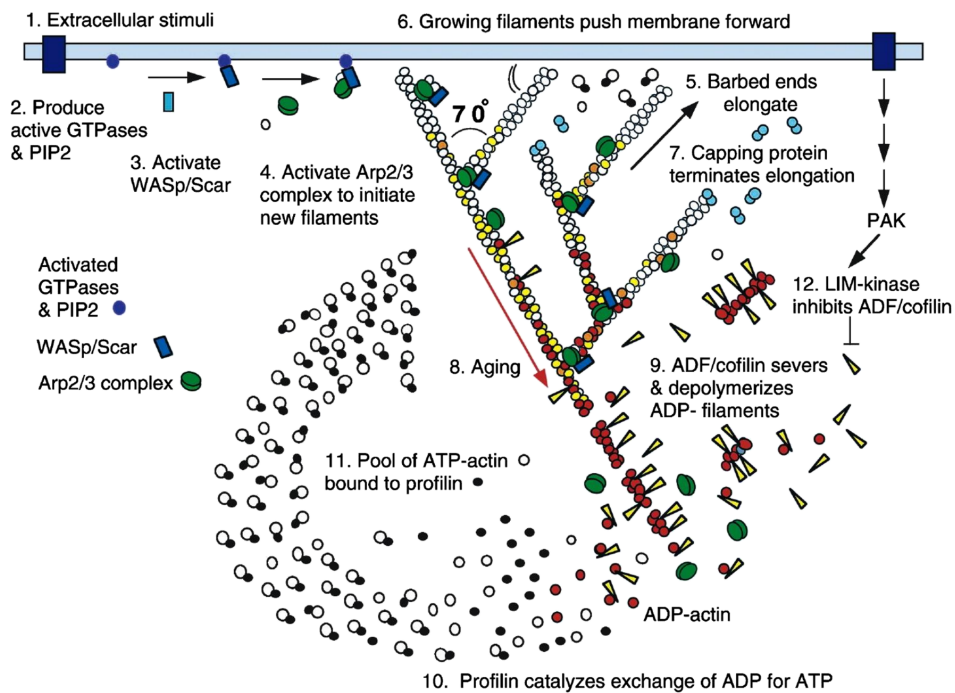 1. Extracellular stimuli
6. Growing filaments push membrane forward
2. Produce
active GTPases
& PIP2
3. Activate
WASp/Scar
4. Activate Arp2/3
complex to initiate
new filaments
70°
5. Barbed ends
elongate
7. Capping protein
terminates elongation
PAK
12. LIM-kinase
inhibits ADF/cofilin
Activated
GTPases
& PIP2
WASp/Scar
Arp2/3 complex
8. Aging
9. ADF/cofilin severs
& depolymerizes
ADP- filaments
11. Pool of ATP-actin
bound to profilin
ADP-actin
10. Profilin catalyzes exchange of ADP for ATP